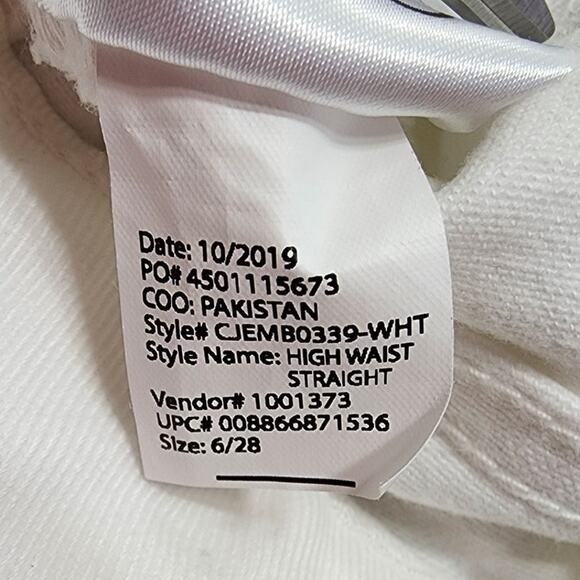 Date: 10/2019
PO# 4501115673
COO: PAKISTAN
Style# CJEMB0339-WHT
Style Name: HIGH WAIST
STRAIGHT
Vendor# 1001373
UPC# 008866871536
Size: 6/28